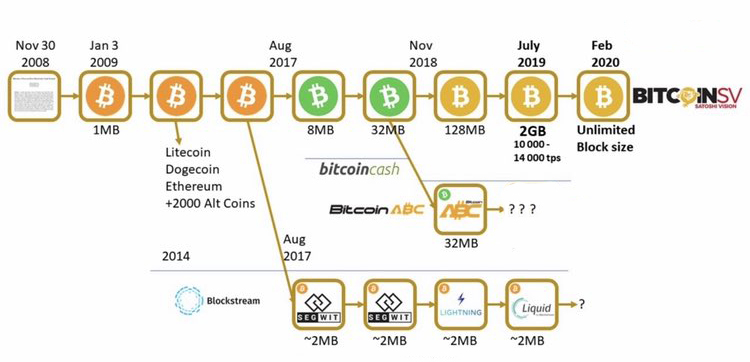 Nov 30
2008
Jan 3
2009
Aug
2017
Nov
2018
July
2019
Feb
2020
1MB
8MB
32MB
128MB
2GB
10 000 -
14 000 tps
Unlimited
Block size
BITCOIN SV
SATOSHI VISION
Litecoin
Dogecoin
Ethereum
+2000 Alt Coins
bitcoincash
Bitcoin ABC
Bitcoin
ABC
? ? ?
32MB
2014
Aug
2017
Blockstream
SEGWIT
SEGWIT
LIGHTNING
Liquid
?
~2MB
~2MB
~2MB
~2MB